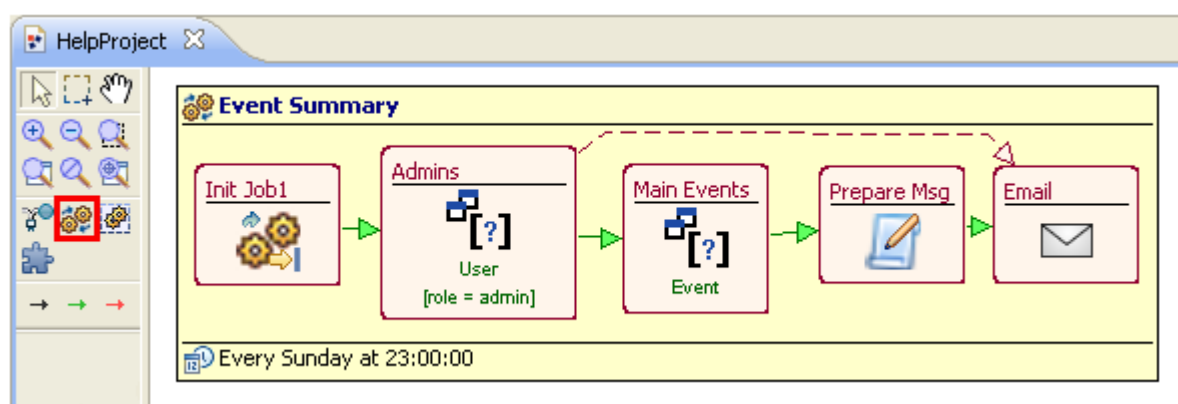 HelpProject
Event Summary
Init Job1
Admins
User
[role = admin]
[?]
Main Events
[?]
Event
Prepare Msg
Email
12
Every Sunday at 23:00:00